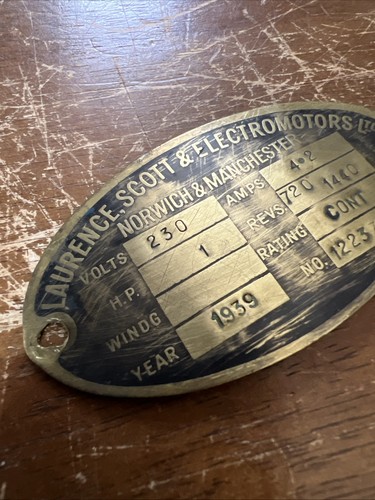 LAURENCE, SCOTT & ELECTROMOTORS LTD
NORWICH & MANCHESTER
VOLTS 230 AMPS 4·2
H.P. 1 REVS. 720 1440
WINDG RATING CONT
YEAR 1939 NO. 1223